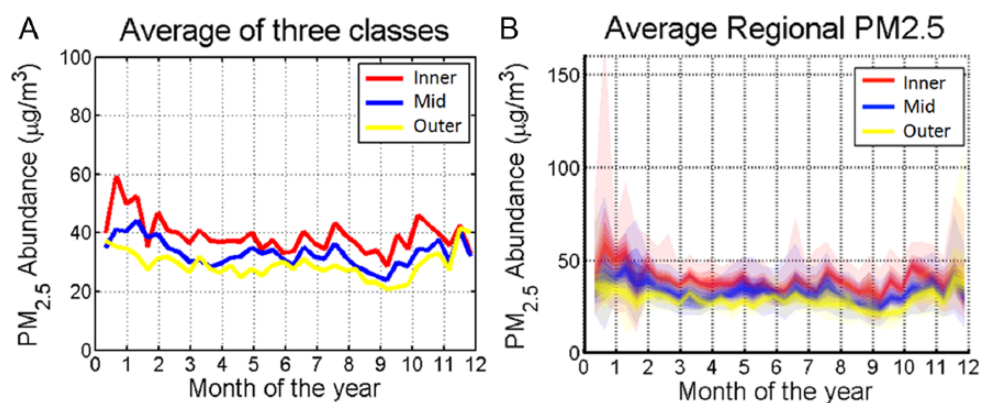 A
Average of three classes
PM2.5 Abundance (μg/m³)
100
80
60
40
20
0
Inner
Mid
Outer
0 1 2 3 4 5 6 7 8 9 10 11 12
Month of the year
B
Average Regional PM2.5
PM2.5 Abundance (μg/m³)
150
100
50
0
Inner
Mid
Outer
0 1 2 3 4 5 6 7 8 9 10 11 12
Month of the year